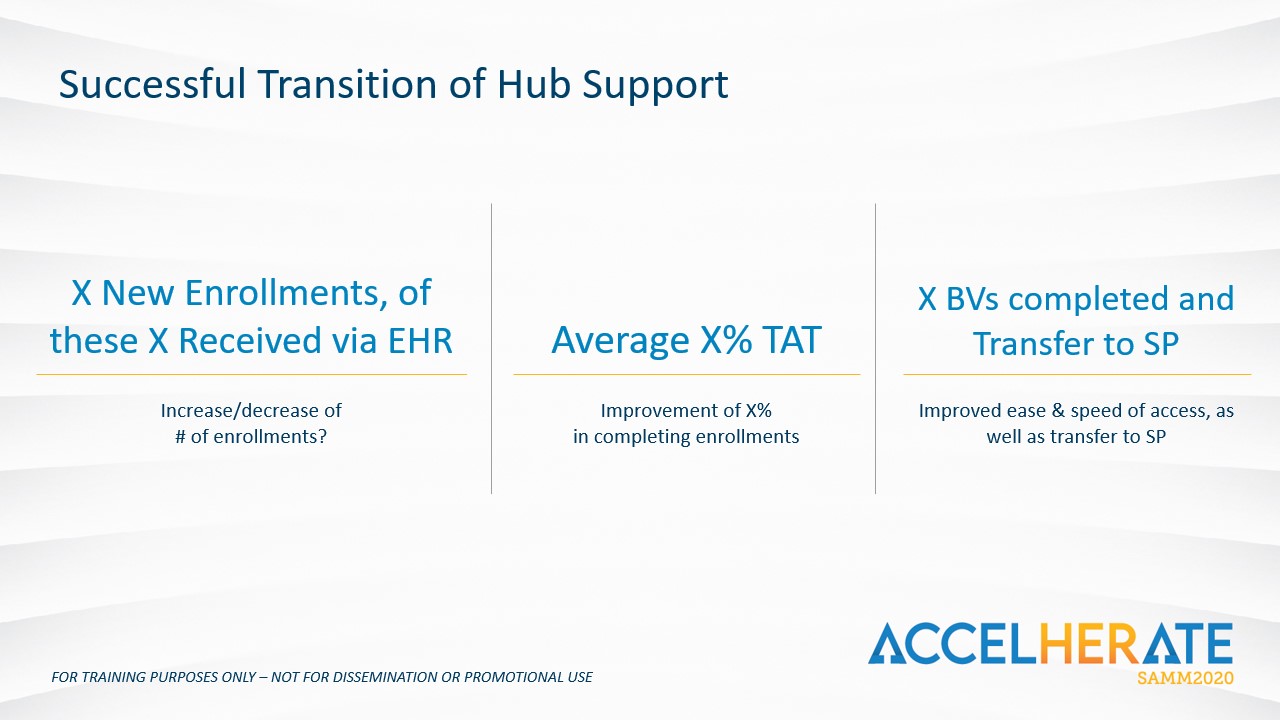 Successful Transition of Hub Support
X New Enrollments, of
these X Received via EHR
Increase/decrease of
# of enrollments?
Average X% TAT
Improvement of X%
in completing enrollments
X BVs completed and
Transfer to SP
Improved ease & speed of access, as
well as transfer to SP
FOR TRAINING PURPOSES ONLY – NOT FOR DISSEMINATION OR PROMOTIONAL USE
ACCELHERATE
SAMM2020